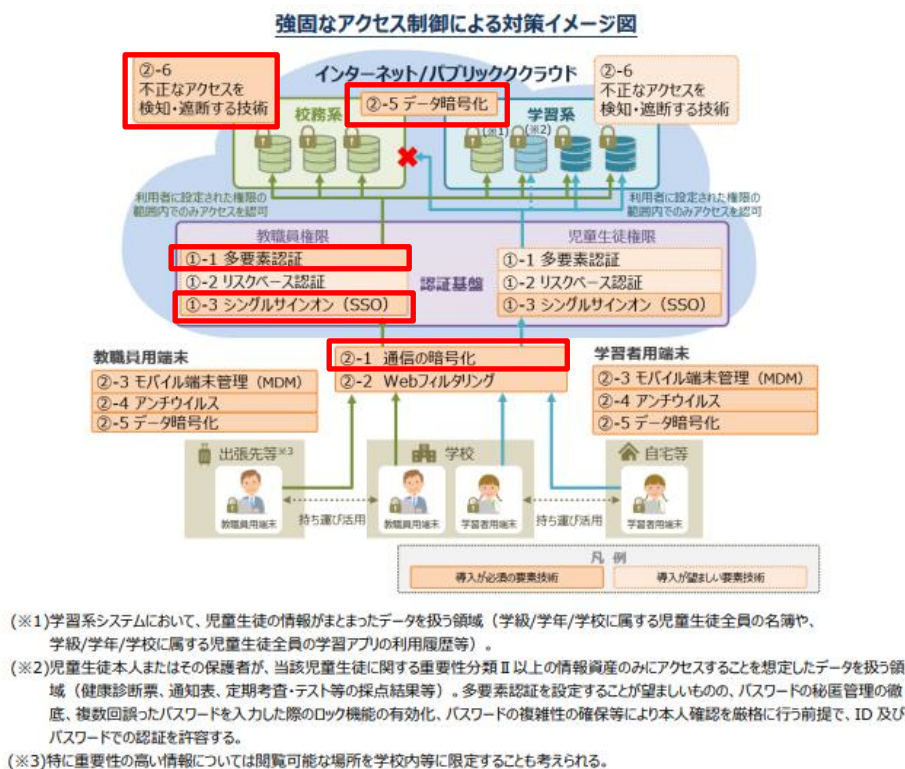 強固なアクセス制御による対策イメージ図
②-6
不正なアクセスを
検知・遮断する技術
インターネット/パブリッククラウド
②-6
不正なアクセスを
検知・遮断する技術
②-5 データ暗号化
校務系
学習系
(※1)
(※2)
利用者に設定された権限の
範囲内でのみアクセスを認可
利用者に設定された権限の
範囲内でのみアクセスを認可
教職員権限
児童生徒権限
①-1 多要素認証
①-2 リスクベース認証
①-3 シングルサインオン（SSO）
認証基盤
①-1 多要素認証
①-2 リスクベース認証
①-3 シングルサインオン（SSO）
教職員用端末
②-3 モバイル端末管理（MDM）
②-4 アンチウイルス
②-5 データ暗号化
②-1 通信の暗号化
②-2 Webフィルタリング
学習者用端末
②-3 モバイル端末管理（MDM）
②-4 アンチウイルス
②-5 データ暗号化
出張先等※3
学校
自宅等
教職員用端末
持ち運び活用
教職員用端末
学習者用端末
持ち運び活用
学習者用端末
凡 例
導入が必須の要素技術
導入が望ましい要素技術
(※1)学習系システムにおいて、児童生徒の情報がまとまったデータを扱う領域（学級/学年/学校に属する児童生徒全員の名簿や、
学級/学年/学校に属する児童生徒全員の学習アプリの利用履歴等）。
(※2)児童生徒本人またはその保護者が、当該児童生徒に関する重要性分類Ⅱ以上の情報資産のみにアクセスすることを想定したデータを扱う領
域（健康診断票、通知表、定期考査・テスト等の採点結果等）。多要素認証を設定することが望ましいものの、パスワードの秘匿管理の徹
底、複数回誤ったパスワードを入力した際のロック機能の有効化、パスワードの複雑性の確保等により本人確認を厳格に行う前提で、ID 及び
パスワードでの認証を許容する。
(※3)特に重要性の高い情報については閲覧可能な場所を学校内等に限定することも考えられる。